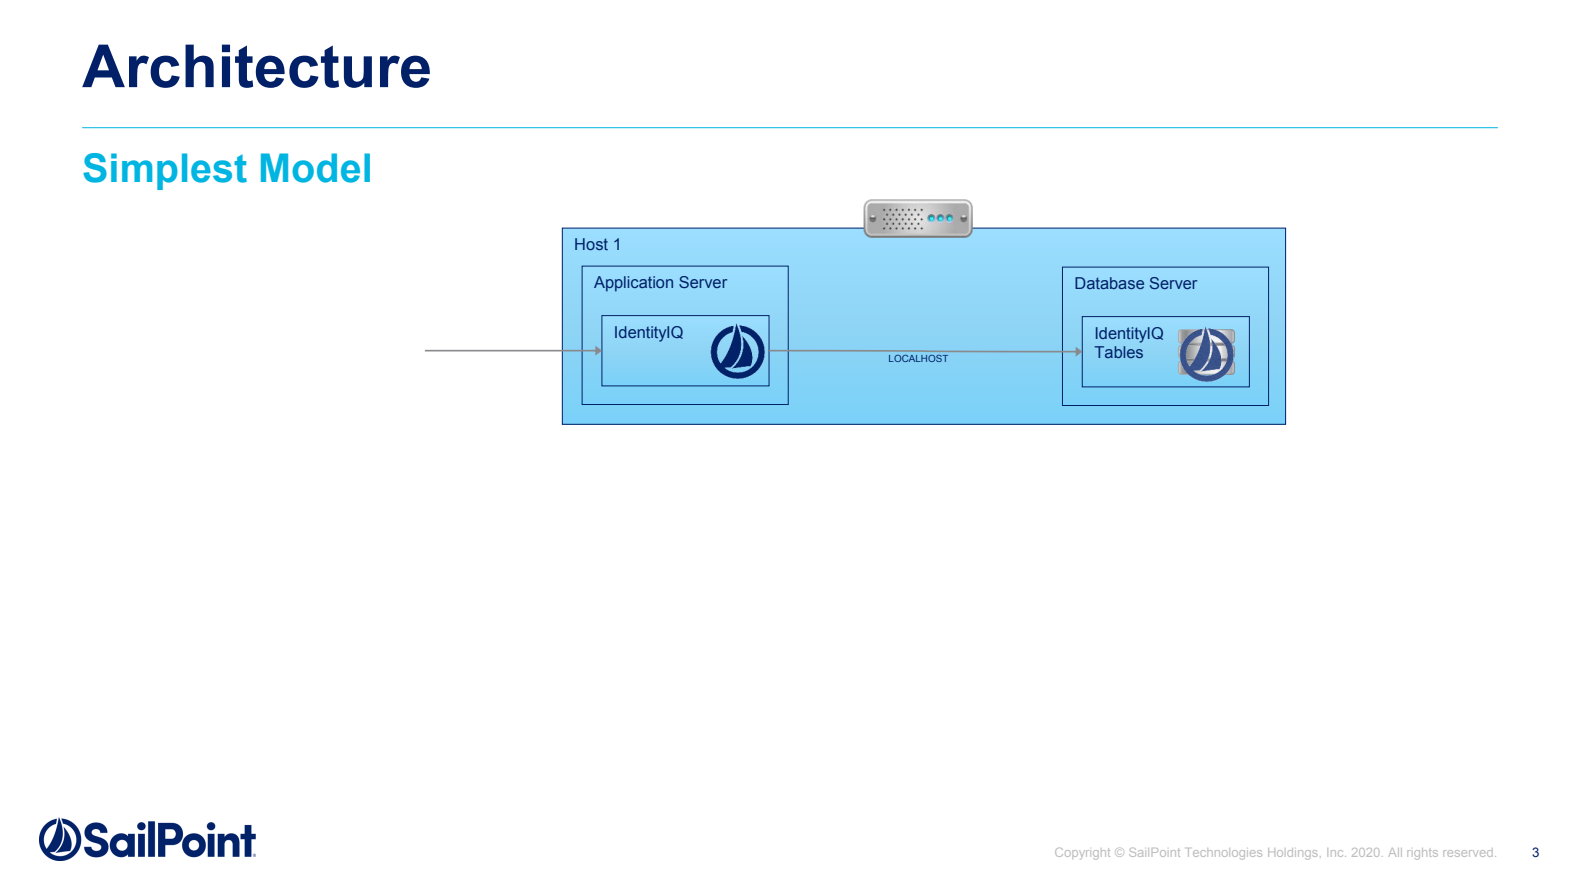 Architecture
Simplest Model
Host 1
Application Server
IdentityIQ
LOCALHOST
Database Server
IdentityIQ
Tables
SailPoint
Copyright © SailPoint Technologies Holdings, Inc. 2020. All rights reserved.
3